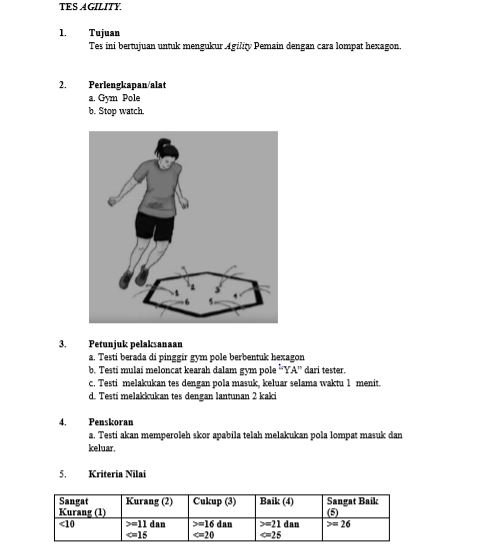 TES AGILITY.
1. Tujuan
Tes ini bertujuan untuk mengukur Agility Pemain dengan cara lompat hexagon.
2. Perlengkapan/alat
a. Gym Pole
b. Stop watch.
3. Petunjuk pelaksanaan
a. Testi berada di pinggir gym pole berbentuk hexagon
b. Testi mulai meloncat kearah dalam gym pole “YA” dari tester.
c. Testi melakukan tes dengan pola masuk, keluar selama waktu 1 menit.
d. Testi melakkukan tes dengan lantunan 2 kaki
4. Penskoran
a. Testi akan memperoleh skor apabila telah melakukan pola lompat masuk dan
keluar.
5. Kriteria Nilai
Sangat Kurang (1) Kurang (2) Cukup (3) Baik (4) Sangat Baik (5)
<10 >=11 dan <=15 >=16 dan <=20 >=21 dan <=25 >= 26